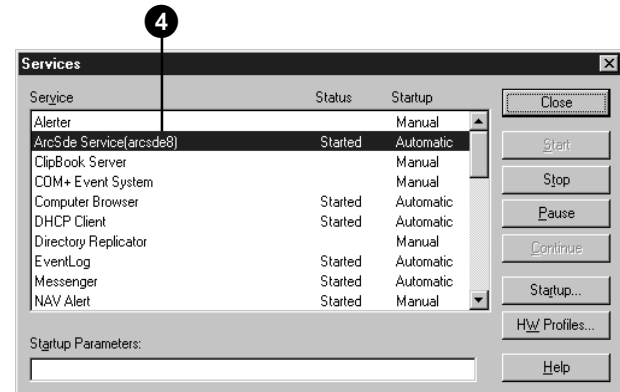 4
Services
Service Status Startup
Alerter Manual
ArcSde Service(arcsde8) Started Automatic
ClipBook Server Manual
COM+ Event System Manual
Computer Browser Started Automatic
DHCP Client Started Automatic
Directory Replicator Manual
EventLog Started Automatic
Messenger Started Automatic
NAV Alert Started Manual
Startup Parameters:
Close
Start
Stop
Pause
Continue
Startup...
HW Profiles...
Help